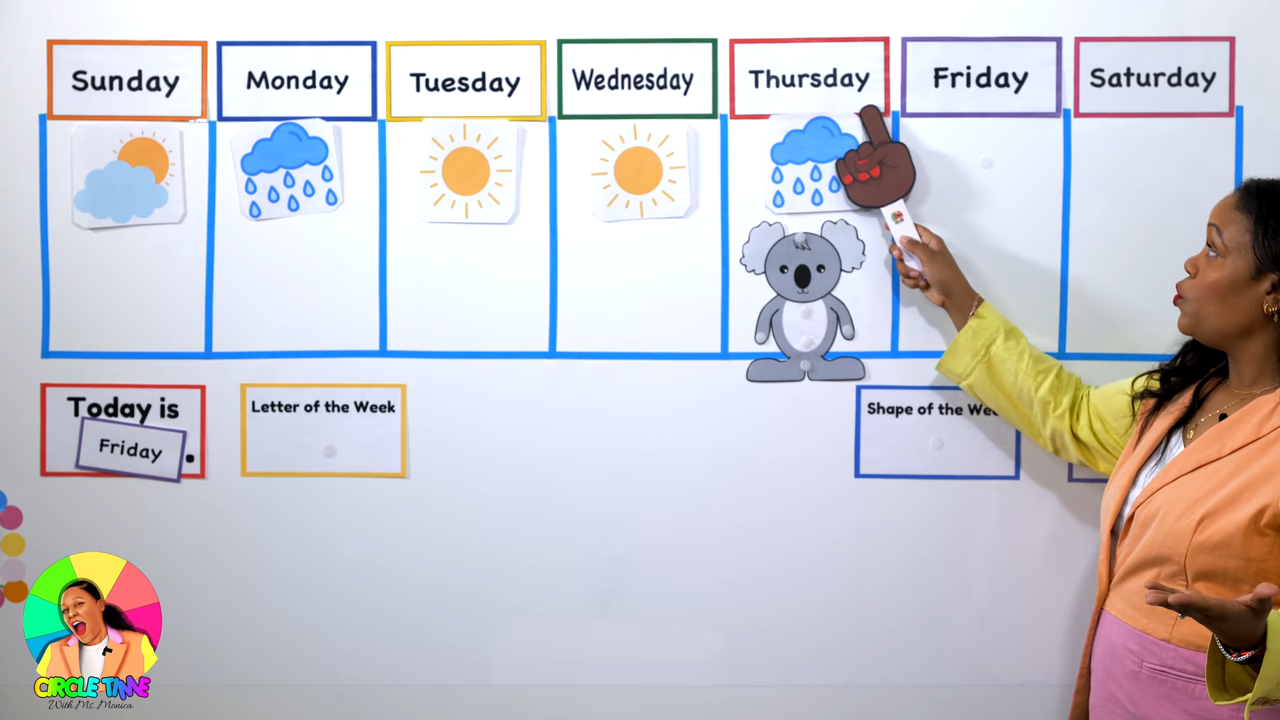 Sunday
Monday
Tuesday
Wednesday
Thursday
Friday
Saturday
Today is
Friday.
Letter of the Week
Shape of the
CIRCLE TIME
With Ms. Monica